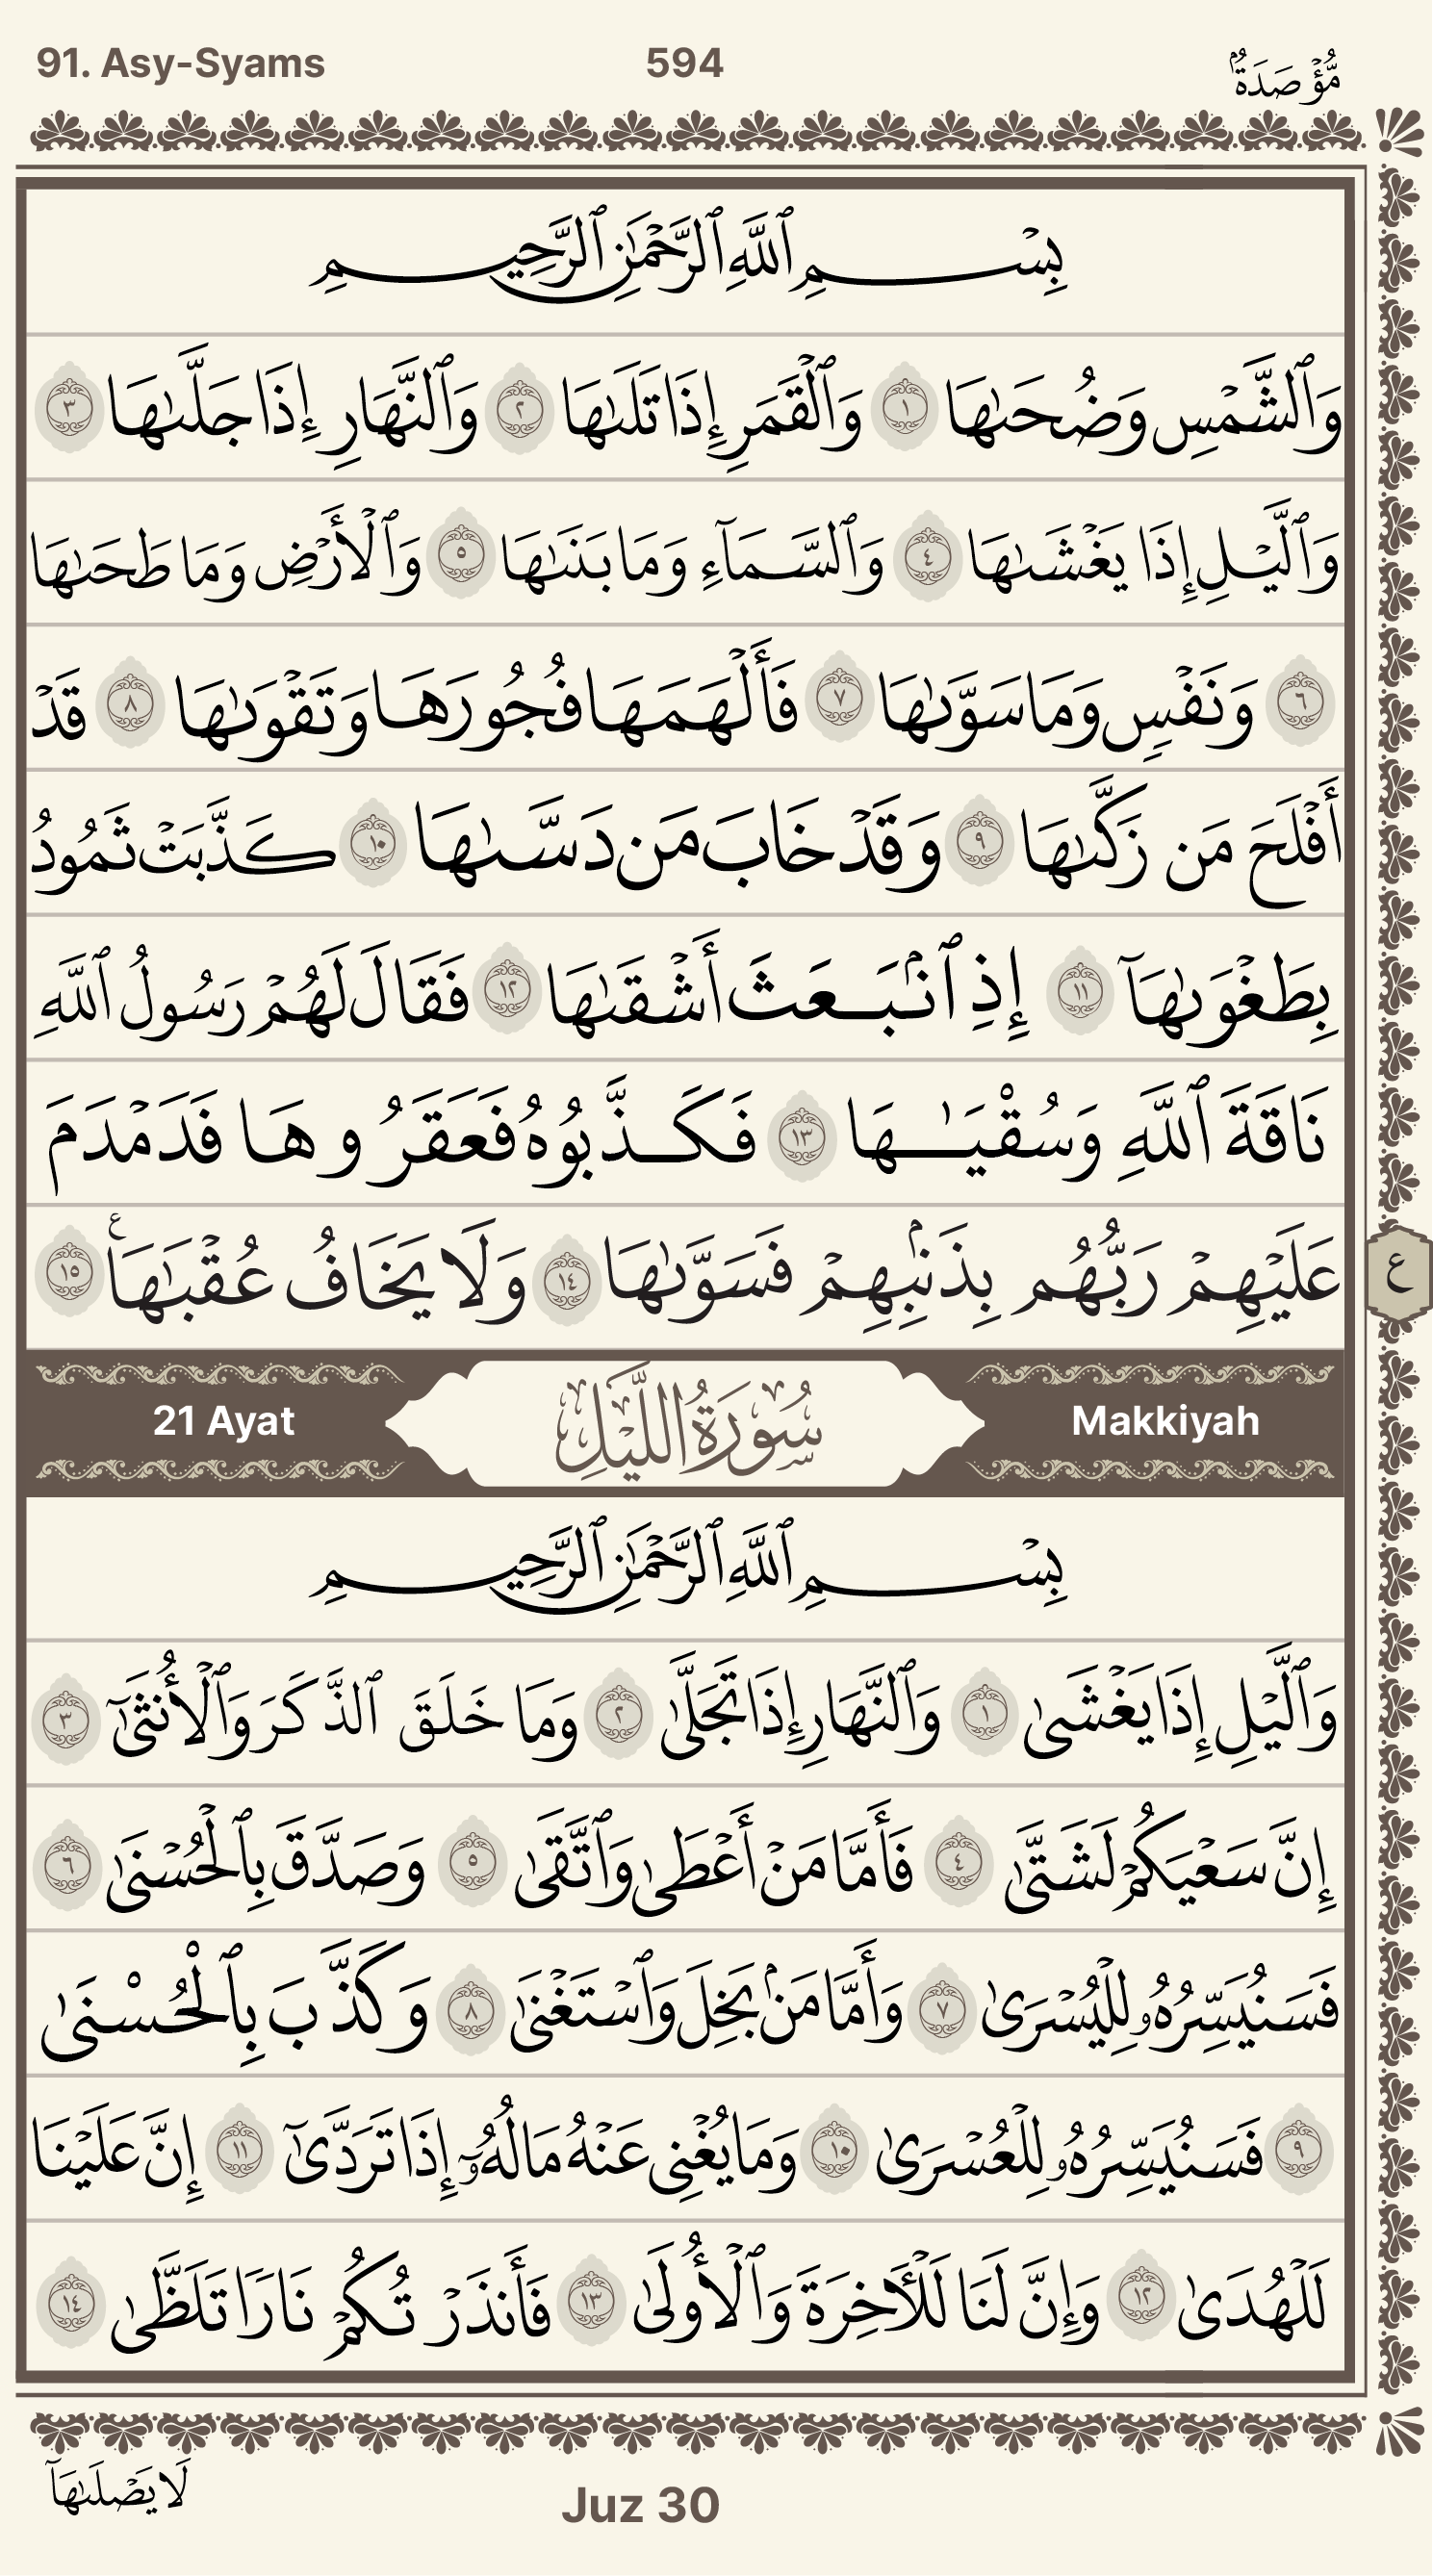 91. Asy-Syams 594 مُّؤۡصَدَةُۢ
بِسۡمِ ٱللَّهِ ٱلرَّحۡمَٰنِ ٱلرَّحِيمِ
وَٱلشَّمۡسِ وَضُحَىٰهَا ١ وَٱلۡقَمَرِ إِذَا تَلَىٰهَا ٢ وَٱلنَّهَارِ إِذَا جَلَّىٰهَا ٣
وَٱلَّيۡلِ إِذَا يَغۡشَىٰهَا ٤ وَٱلسَّمَآءِ وَمَا بَنَىٰهَا ٥ وَٱلۡأَرۡضِ وَمَا طَحَىٰهَا
٦ وَنَفۡسٖ وَمَا سَوَّىٰهَا ٧ فَأَلۡهَمَهَا فُجُورَهَا وَتَقۡوَىٰهَا ٨ قَدۡ
أَفۡلَحَ مَن زَكَّىٰهَا ٩ وَقَدۡ خَابَ مَن دَسَّىٰهَا ١٠ كَذَّبَتۡ ثَمُودُ
بِطَغۡوَىٰهَآ ١١ إِذِ ٱنۢبَعَثَ أَشۡقَىٰهَا ١٢ فَقَالَ لَهُمۡ رَسُولُ ٱللَّهِ
نَاقَةَ ٱللَّهِ وَسُقۡيَٰهَا ١٣ فَكَذَّبُوهُ فَعَقَرُوهَا فَدَمۡدَمَ
عَلَيۡهِمۡ رَبُّهُم بِذَنۢبِهِمۡ فَسَوَّىٰهَا ١٤ وَلَا يَخَافُ عُقۡبَٰهَا ١٥ ع
21 Ayat سُورَةُ اللَّيْلِ Makkiyah
بِسۡمِ ٱللَّهِ ٱلرَّحۡمَٰنِ ٱلرَّحِيمِ
وَٱلَّيۡلِ إِذَا يَغۡشَىٰ ١ وَٱلنَّهَارِ إِذَا تَجَلَّىٰ ٢ وَمَا خَلَقَ ٱلذَّكَرَ وَٱلۡأُنثَىٰٓ ٣
إِنَّ سَعۡيَكُمۡ لَشَتَّىٰ ٤ فَأَمَّا مَنۡ أَعۡطَىٰ وَٱتَّقَىٰ ٥ وَصَدَّقَ بِٱلۡحُسۡنَىٰ ٦
فَسَنُيَسِّرُهُۥ لِلۡيُسۡرَىٰ ٧ وَأَمَّا مَنۢ بَخِلَ وَٱسۡتَغۡنَىٰ ٨ وَكَذَّبَ بِٱلۡحُسۡنَىٰ
٩ فَسَنُيَسِّرُهُۥ لِلۡعُسۡرَىٰ ١٠ وَمَا يُغۡنِي عَنۡهُ مَالُهُۥٓ إِذَا تَرَدَّىٰٓ ١١ إِنَّ عَلَيۡنَا
لَلۡهُدَىٰ ١٢ وَإِنَّ لَنَا لَلۡأٓخِرَةَ وَٱلۡأُولَىٰ ١٣ فَأَنذَرۡتُكُمۡ نَارٗا تَلَظَّىٰ ١٤
لَا يَصۡلَىٰهَآ
Juz 30